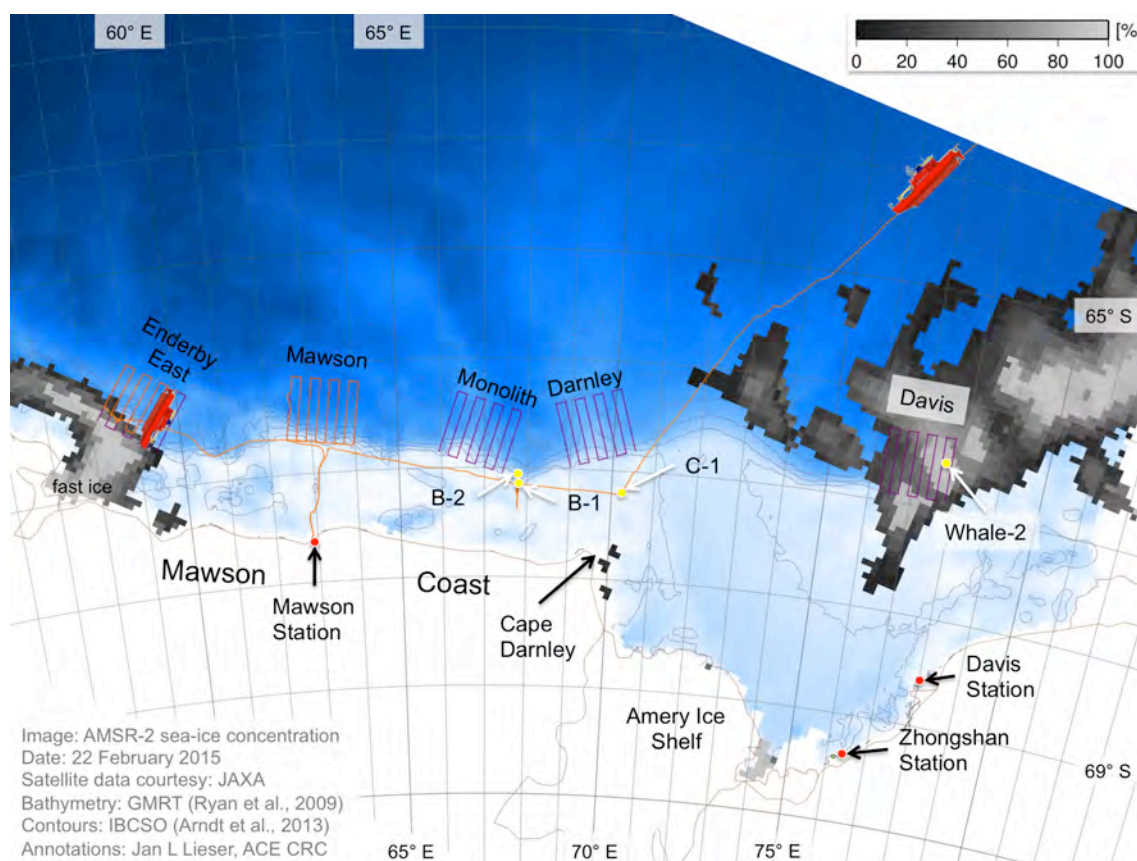 60° E
65° E
[%
0 20 40 60 80 100
65° S
Enderby
East
Mawson
Monolith
Darnley
Davis
fast ice
B-2
B-1
C-1
Whale-2
Mawson
Coast
Mawson
Station
Cape
Darnley
Davis
Station
Amery Ice
Shelf
Zhongshan
Station
69° S
Image: AMSR-2 sea-ice concentration
Date: 22 February 2015
Satellite data courtesy: JAXA
Bathymetry: GMRT (Ryan et al., 2009)
Contours: IBCSO (Arndt et al., 2013)
Annotations: Jan L Lieser, ACE CRC
65° E
70° E
75° E